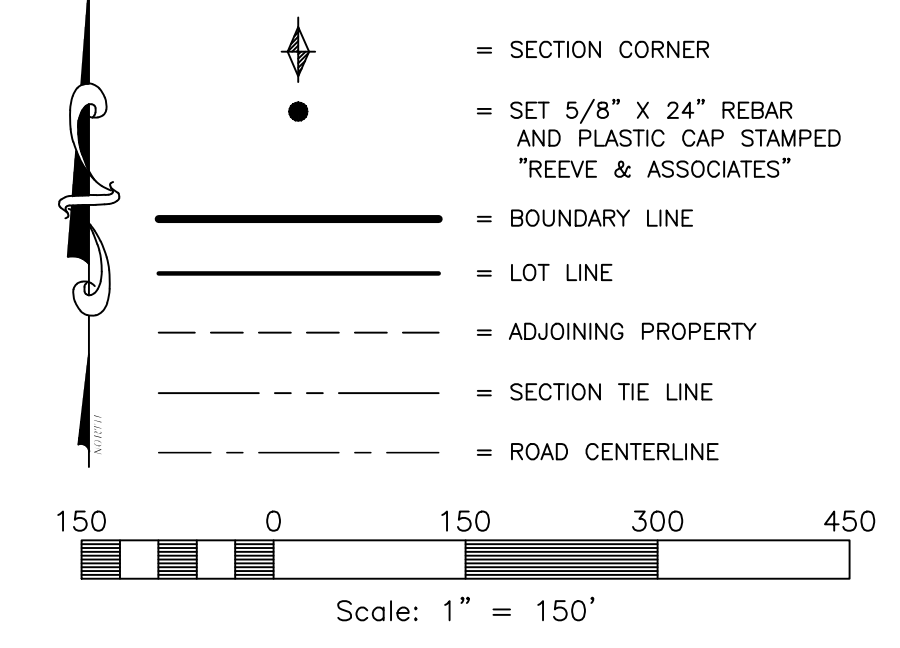 = SECTION CORNER
= SET 5/8" X 24" REBAR
AND PLASTIC CAP STAMPED
"REEVE & ASSOCIATES"
= BOUNDARY LINE
= LOT LINE
= ADJOINING PROPERTY
= SECTION TIE LINE
= ROAD CENTERLINE
NORTH
150 0 150 300 450
Scale: 1" = 150'